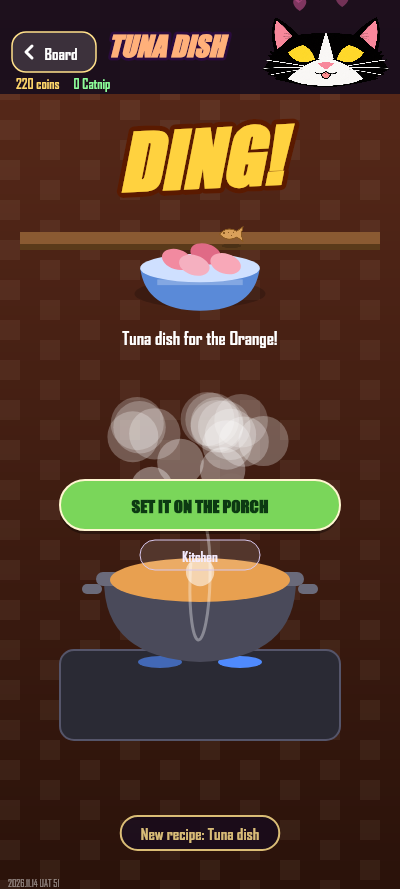 Board
TUNA DISH
220 coins 0 Catnip
DING!
Tuna dish for the Orange!
SET IT ON THE PORCH
Kitchen
New recipe: Tuna dish